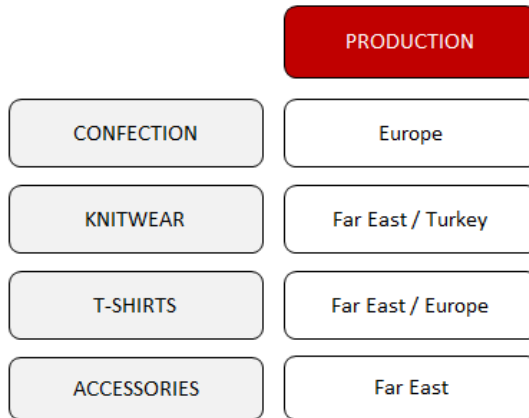 PRODUCTION
CONFECTION Europe
KNITWEAR Far East / Turkey
T-SHIRTS Far East / Europe
ACCESSORIES Far East